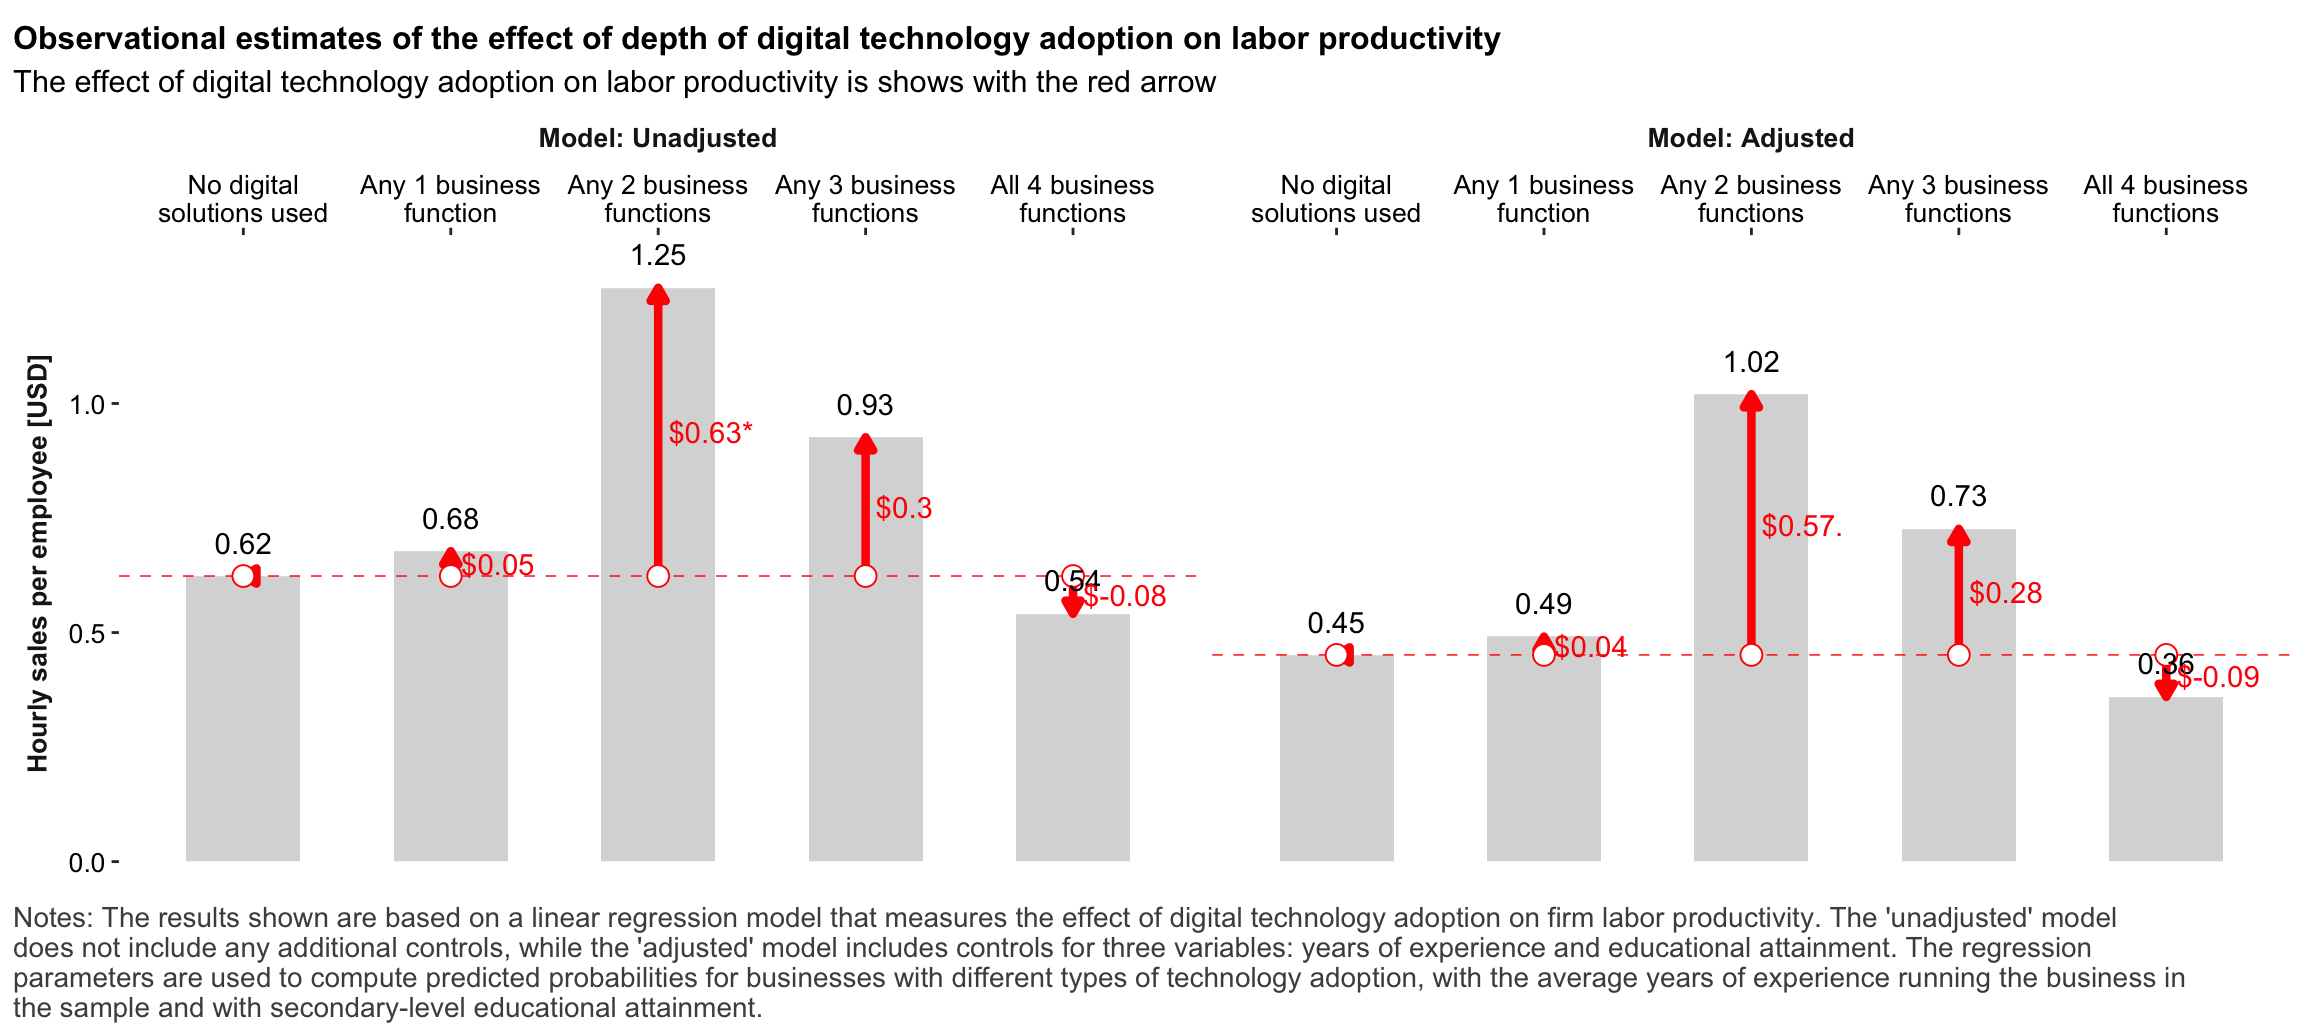 Observational estimates of the effect of depth of digital technology adoption on labor productivity
The effect of digital technology adoption on labor productivity is shows with the red arrow
Model: Unadjusted
No digital
solutions used
Any 1 business
function
Any 2 business
functions
Any 3 business
functions
All 4 business
functions
Model: Adjusted
No digital
solutions used
Any 1 business
function
Any 2 business
functions
Any 3 business
functions
All 4 business
functions
Hourly sales per employee [USD]
1.0
0.5
0.0
0.62
0.68
$0.05
1.25
$0.63*
0.93
$0.3
0.54
$-0.08
0.45
0.49
$0.04
1.02
$0.57.
0.73
$0.28
0.36
$-0.09
Notes: The results shown are based on a linear regression model that measures the effect of digital technology adoption on firm labor productivity. The 'unadjusted' model
does not include any additional controls, while the 'adjusted' model includes controls for three variables: years of experience and educational attainment. The regression
parameters are used to compute predicted probabilities for businesses with different types of technology adoption, with the average years of experience running the business in
the sample and with secondary-level educational attainment.